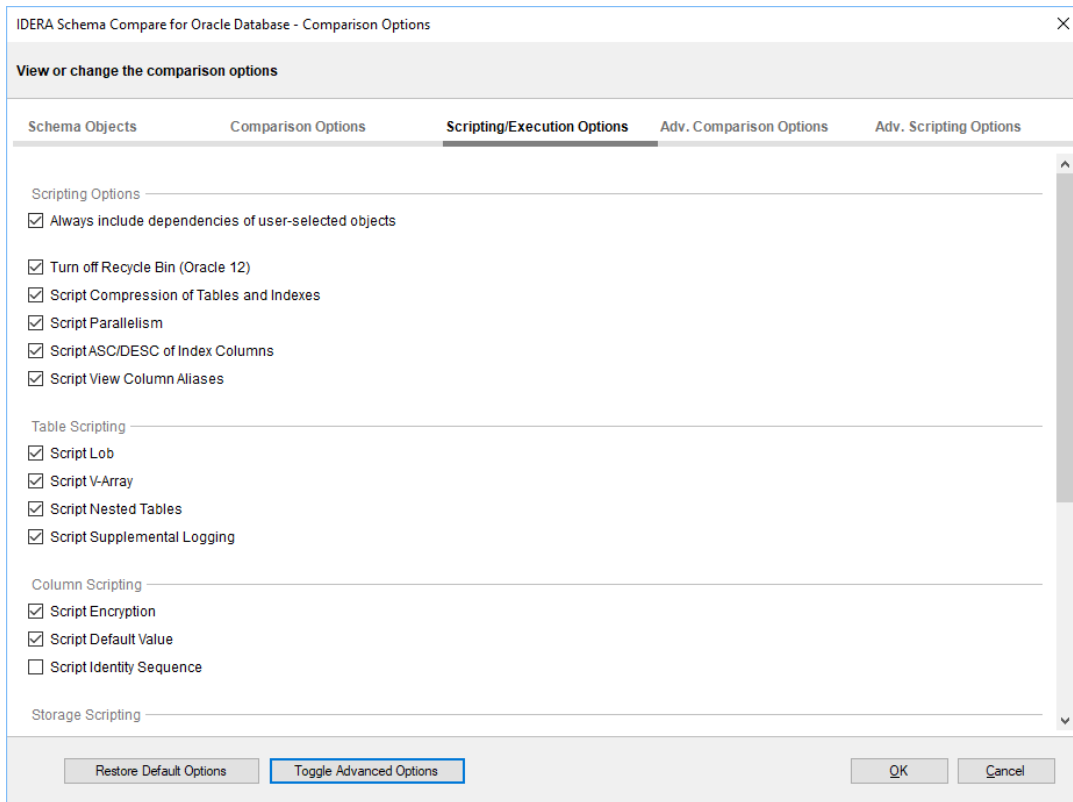 IDERA Schema Compare for Oracle Database - Comparison Options
View or change the comparison options
Schema Objects Comparison Options Scripting/Execution Options Adv. Comparison Options Adv. Scripting Options
Scripting Options
Always include dependencies of user-selected objects
Turn off Recycle Bin (Oracle 12)
Script Compression of Tables and Indexes
Script Parallelism
Script ASC/DESC of Index Columns
Script View Column Aliases
Table Scripting
Script Lob
Script V-Array
Script Nested Tables
Script Supplemental Logging
Column Scripting
Script Encryption
Script Default Value
Script Identity Sequence
Storage Scripting
Restore Default Options Toggle Advanced Options OK Cancel